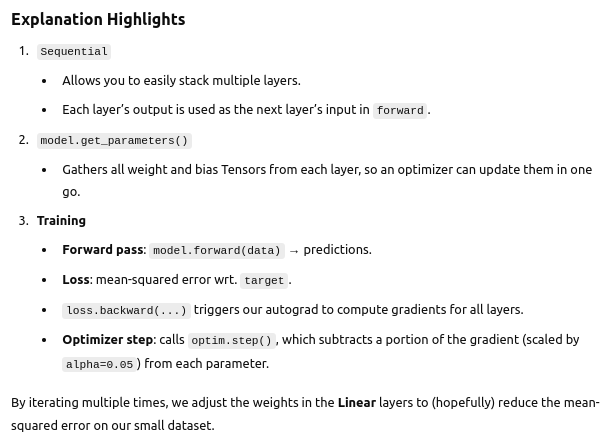 Explanation Highlights
1. Sequential
• Allows you to easily stack multiple layers.
• Each layer’s output is used as the next layer’s input in forward.
2. model.get_parameters()
• Gathers all weight and bias Tensors from each layer, so an optimizer can update them in one
go.
3. Training
• Forward pass: model.forward(data) → predictions.
• Loss: mean-squared error wrt. target.
• loss.backward(...) triggers our autograd to compute gradients for all layers.
• Optimizer step: calls optim.step(), which subtracts a portion of the gradient (scaled by
alpha=0.05) from each parameter.
By iterating multiple times, we adjust the weights in the Linear layers to (hopefully) reduce the mean-
squared error on our small dataset.